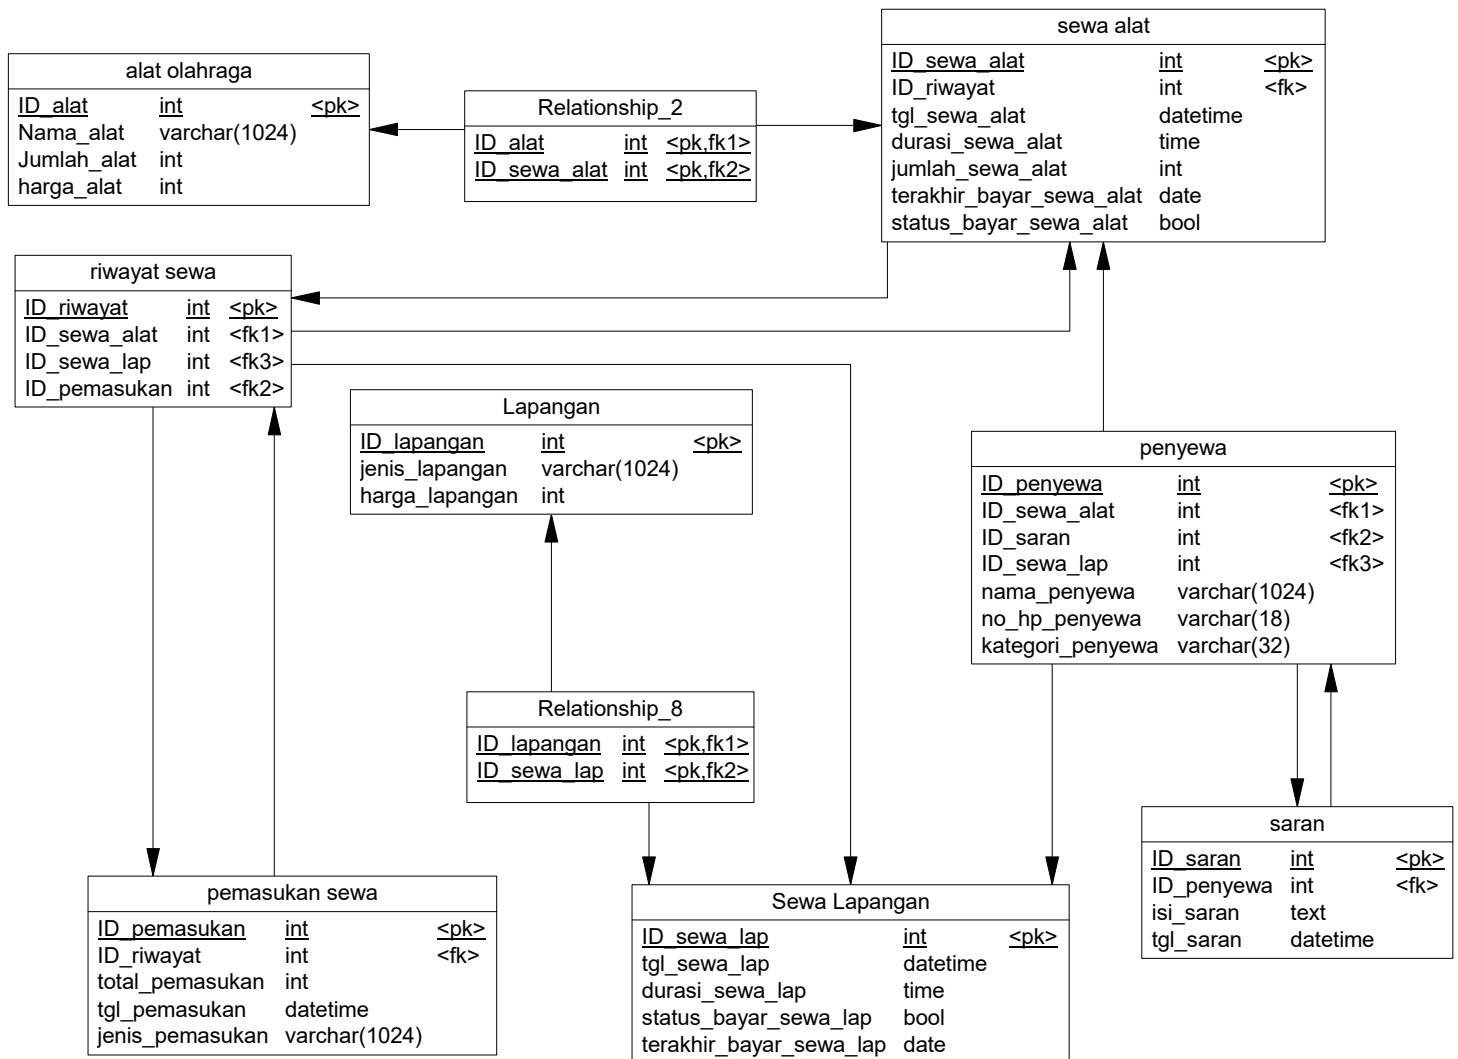 sewa alat
ID_sewa_alat int <pk>
ID_riwayat int <fk>
tgl_sewa_alat datetime
durasi_sewa_alat time
jumlah_sewa_alat int
terakhir_bayar_sewa_alat date
status_bayar_sewa_alat bool
alat olahraga
ID_alat int <pk>
Nama_alat varchar(1024)
Jumlah_alat int
harga_alat int
Relationship_2
ID_alat int <pk,fk1>
ID_sewa_alat int <pk,fk2>
riwayat sewa
ID_riwayat int <pk>
ID_sewa_alat int <fk1>
ID_sewa_lap int <fk3>
ID_pemasukan int <fk2>
Lapangan
ID_lapangan int <pk>
jenis_lapangan varchar(1024)
harga_lapangan int
penyewa
ID_penyewa int <pk>
ID_sewa_alat int <fk1>
ID_saran int <fk2>
ID_sewa_lap int <fk3>
nama_penyewa varchar(1024)
no_hp_penyewa varchar(18)
kategori_penyewa varchar(32)
Relationship_8
ID_lapangan int <pk,fk1>
ID_sewa_lap int <pk,fk2>
saran
ID_saran int <pk>
ID_penyewa int <fk>
isi_saran text
tgl_saran datetime
pemasukan sewa
ID_pemasukan int <pk>
ID_riwayat int <fk>
total_pemasukan int
tgl_pemasukan datetime
jenis_pemasukan varchar(1024)
Sewa Lapangan
ID_sewa_lap int <pk>
tgl_sewa_lap datetime
durasi_sewa_lap time
status_bayar_sewa_lap bool
terakhir_bayar_sewa_lap date